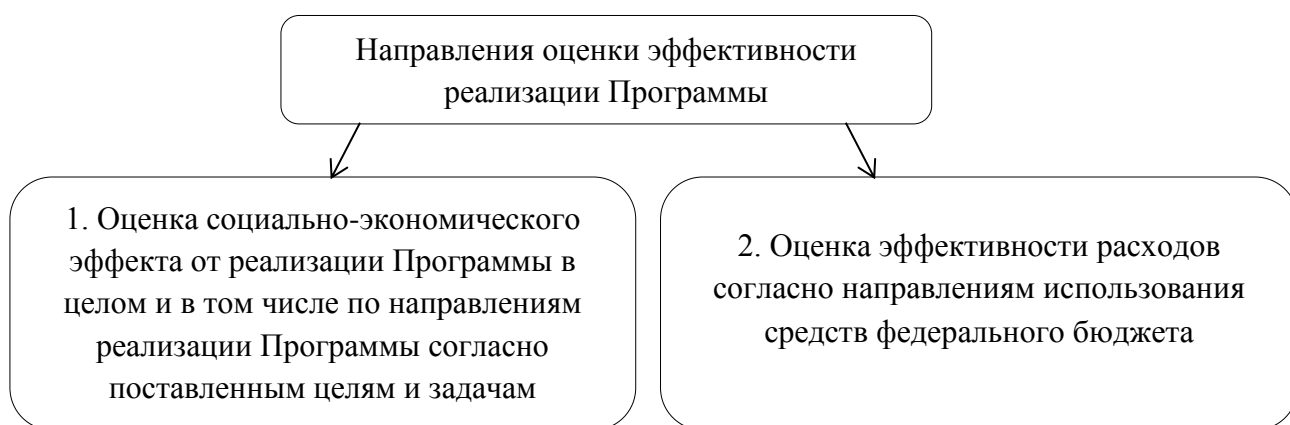 Направления оценки эффективности
реализации Программы
1. Оценка социально-экономического
эффекта от реализации Программы в
целом и в том числе по направлениям
реализации Программы согласно
поставленным целям и задачам
2. Оценка эффективности расходов
согласно направлениям использования
средств федерального бюджета